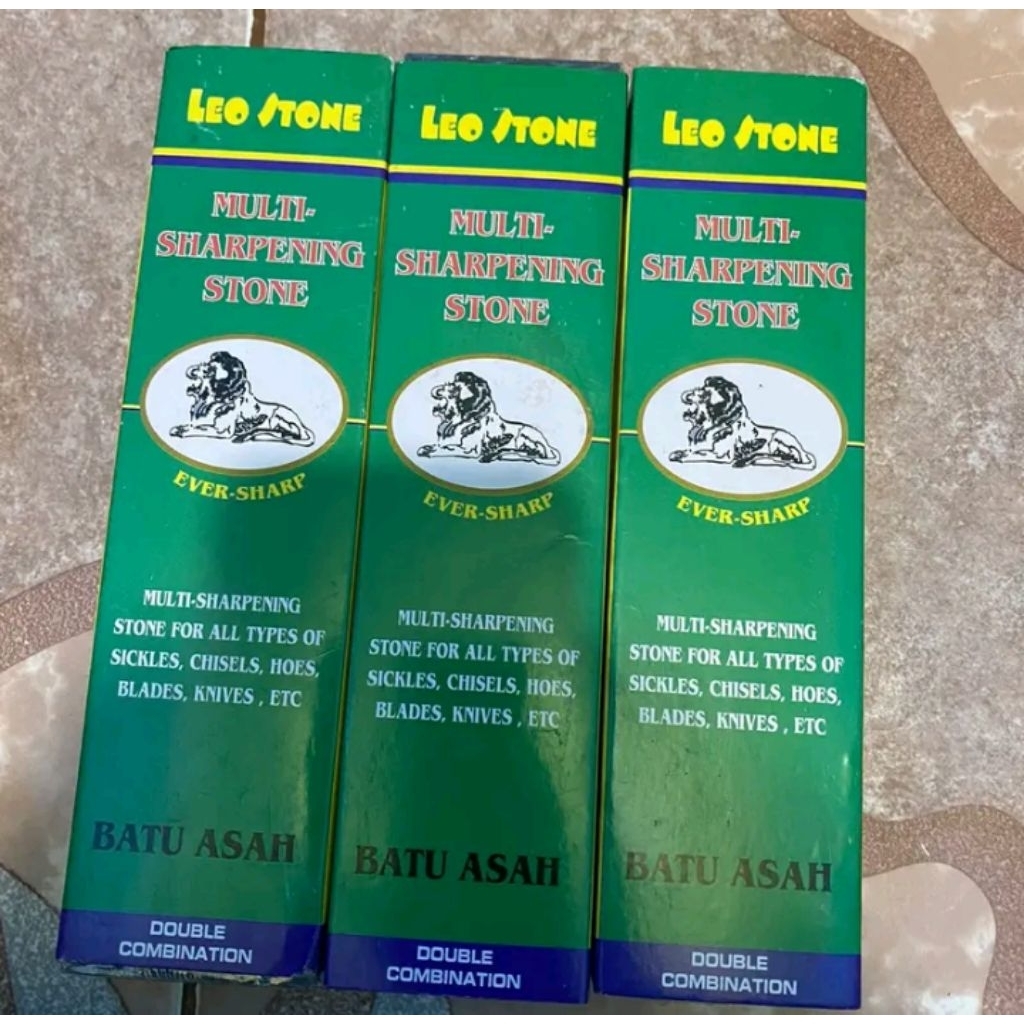 LEO STONE
MULTI-
SHARPENING
STONE
EVER-SHARP
MULTI-SHARPENING
STONE FOR ALL TYPES OF
SICKLES, CHISELS, HOES,
BLADES, KNIVES , ETC
BATU ASAH
DOUBLE
COMBINATION
LEO STONE
MULTI-
SHARPENING
STONE
EVER-SHARP
MULTI-SHARPENING
STONE FOR ALL TYPES OF
SICKLES, CHISELS, HOES,
BLADES, KNIVES , ETC
BATU ASAH
DOUBLE
COMBINATION
LEO STONE
MULTI-
SHARPENING
STONE
EVER-SHARP
MULTI-SHARPENING
STONE FOR ALL TYPES OF
SICKLES, CHISELS, HOES,
BLADES, KNIVES , ETC
BATU ASAH
DOUBLE
COMBINATION